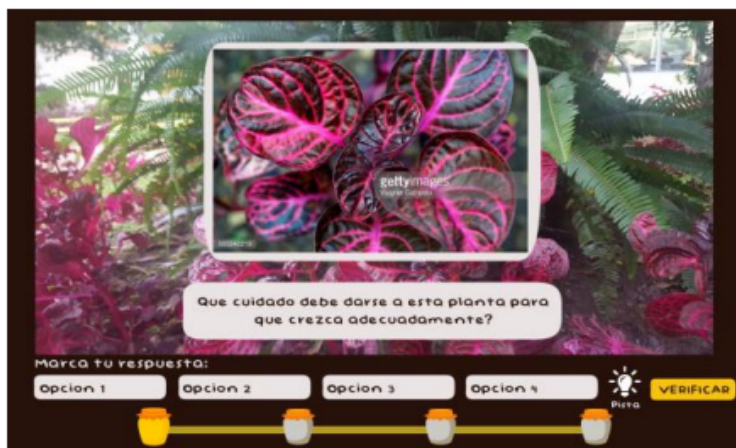 gettyimages
Que cuidado debe darse a esta planta para
que crezca adecuadamente?
Marca tu respuesta:
Opcion 1
Opcion 2
Opcion 3
Opcion 4
Pista
VERIFICAR